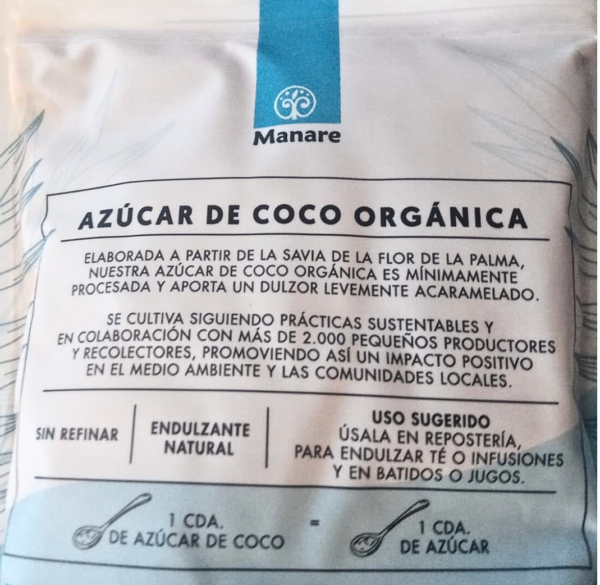 Manare
AZÚCAR DE COCO ORGÁNICA
ELABORADA A PARTIR DE LA SAVIA DE LA FLOR DE LA PALMA,
NUESTRA AZÚCAR DE COCO ORGÁNICA ES MÍNIMAMENTE
PROCESADA Y APORTA UN DULZOR LEVEMENTE ACARAMELADO.
SE CULTIVA SIGUIENDO PRÁCTICAS SUSTENTABLES Y
EN COLABORACIÓN CON MÁS DE 2.000 PEQUEÑOS PRODUCTORES
Y RECOLECTORES, PROMOVIENDO ASÍ UN IMPACTO POSITIVO
EN EL MEDIO AMBIENTE Y LAS COMUNIDADES LOCALES.
SIN REFINAR
ENDULZANTE
NATURAL
USO SUGERIDO
ÚSALA EN REPOSTERÍA,
PARA ENDULZAR TÉ O INFUSIONES
Y EN BATIDOS O JUGOS.
1 CDA.
DE AZÚCAR DE COCO
=
1 CDA.
DE AZÚCAR